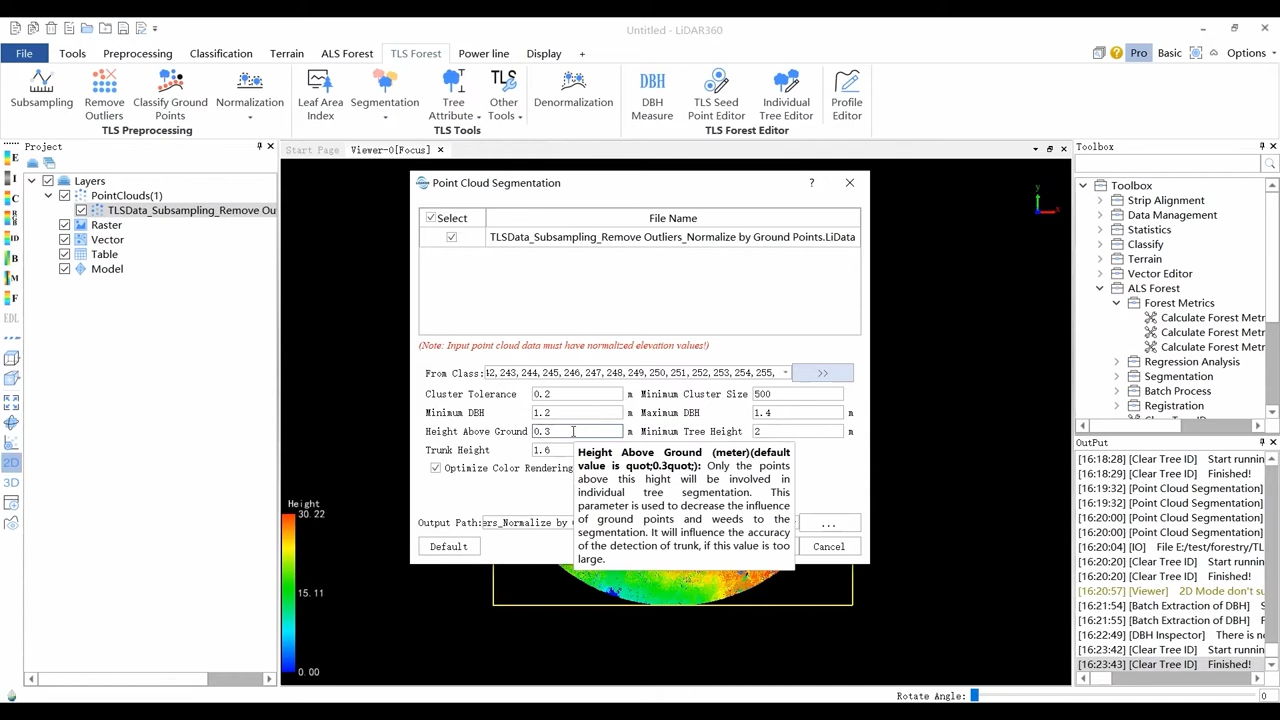 Untitled - LiDAR360
File Tools Preprocessing Classification Terrain ALS Forest TLS Forest Power line Display +
Pro Basic Options
Subsampling
Remove Outliers
Classify Ground Points
Normalization
Leaf Area Index
Segmentation
Tree Attribute
Other Tools
Denormalization
DBH
DBH Measure
TLS
TLS Seed Point Editor
Individual Tree Editor
Profile Editor
TLS Preprocessing
TLS Tools
TLS Forest Editor
Project
Layers
PointClouds(1)
TLSData_Subsampling_Remove Ou
Raster
Vector
Table
Model
E
I
C
ID
B
M
F
EDL
2D
3D
Start Page Viewer-0[Focus]
y
x
Height
30.22
15.11
0.00
Point Cloud Segmentation
?
Select File Name
TLSData_Subsampling_Remove Outliers_Normalize by Ground Points.LiData
(Note: Input point cloud data must have normalized elevation values!)
From Class: 42, 243, 244, 245, 246, 247, 248, 249, 250, 251, 252, 253, 254, 255, >>
Cluster Tolerance 0.2 m Minimum Cluster Size 500
Minimum DBH 1.2 m Maximum DBH 1.4 m
Height Above Ground 0.3 m Minimum Tree Height 2 m
Trunk Height 1.6
Optimize Color Rendering
Height Above Ground (meter)(default
value is quot;0.3quot;): Only the points
above this hight will be involved in
individual tree segmentation. This
parameter is used to decrease the influence
of ground points and weeds to the
segmentation. It will influence the accuracy
of the detection of trunk, if this value is too
large.
Output Path: ers_Normalize by ...
Default Cancel
Toolbox
Toolbox
Strip Alignment
Data Management
Statistics
Classify
Terrain
Vector Editor
ALS Forest
Forest Metrics
Calculate Forest Metr
Calculate Forest Metr
Calculate Forest Metr
Regression Analysis
Segmentation
Batch Process
Registration
OutPut
[16:18:28] [Clear Tree ID] Start runnin
[16:18:29] [Clear Tree ID] Finished!
[16:19:32] [Point Cloud Segmentation]
[16:19:32] [Point Cloud Segmentation]
[16:20:00] [Point Cloud Segmentation]
[16:20:00] [Point Cloud Segmentation]
[16:20:04] [IO] File E:/test/forestry/TL
[16:20:20] [Clear Tree ID] Start runnin
[16:20:20] [Clear Tree ID] Finished!
[16:20:57] [Viewer] 2D Mode don't su
[16:21:54] [Batch Extraction of DBH]
[16:21:55] [Batch Extraction of DBH]
[16:22:49] [DBH Inspector] There is no
[16:23:42] [Clear Tree ID] Start runnin
[16:23:43] [Clear Tree ID] Finished!
Rotate Angle: 0